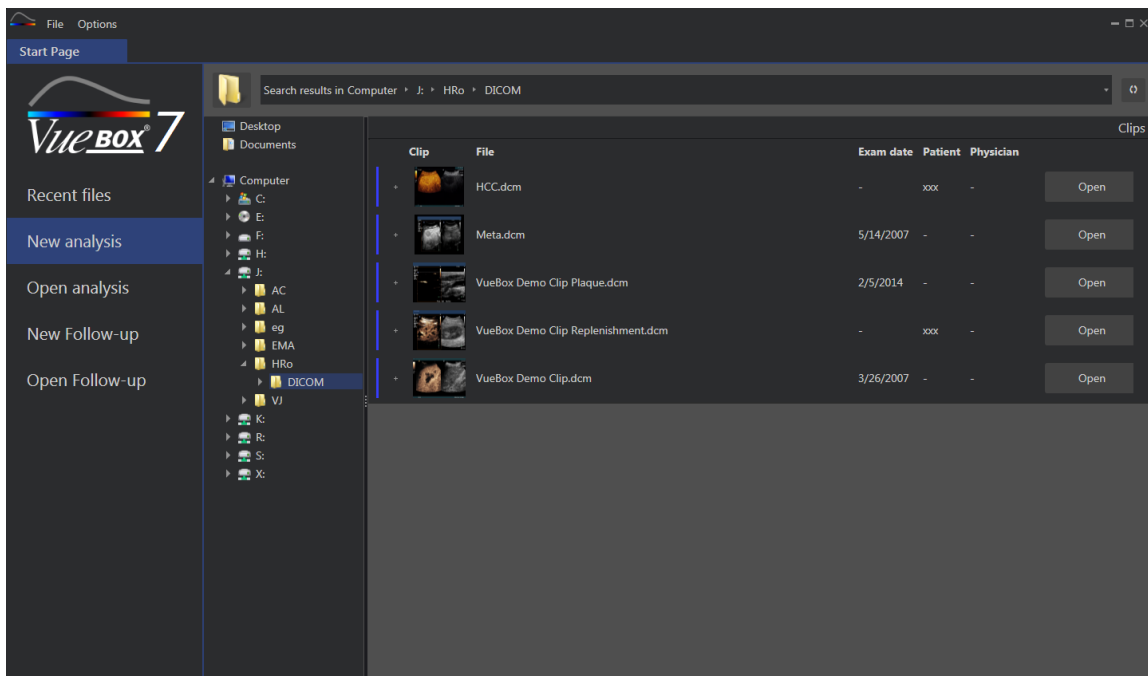 File Options
Start Page
VUEBOX® 7
Recent files
New analysis
Open analysis
New Follow-up
Open Follow-up
Search results in Computer J: HRo DICOM
Desktop
Documents
Computer
C:
E:
F:
H:
J:
AC
AL
eg
EMA
HRo
DICOM
VJ
K:
R:
S:
X:
Clips
Clip File Exam date Patient Physician
+ HCC.dcm - xxx - Open
+ Meta.dcm 5/14/2007 - - Open
+ VueBox Demo Clip Plaque.dcm 2/5/2014 - - Open
+ VueBox Demo Clip Replenishment.dcm - xxx - Open
+ VueBox Demo Clip.dcm 3/26/2007 - - Open